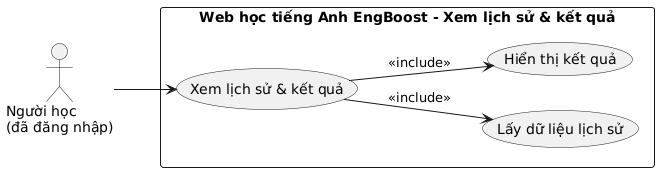 Web học tiếng Anh EngBoost - Xem lịch sử & kết quả
«include»
Hiển thị kết quả
Xem lịch sử & kết quả
«include»
Người học
(đã đăng nhập)
Lấy dữ liệu lịch sử